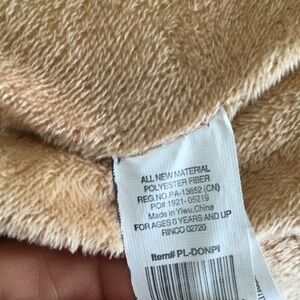 ALL NEW MATERIAL
POLYESTER FIBER
REG NO.PA-13652 (CN)
PO# 1921-05219
Made in Yiwu,China
FOR AGES 0 YEARS AND UP
RINCO 02720
Item# PL-DONPI